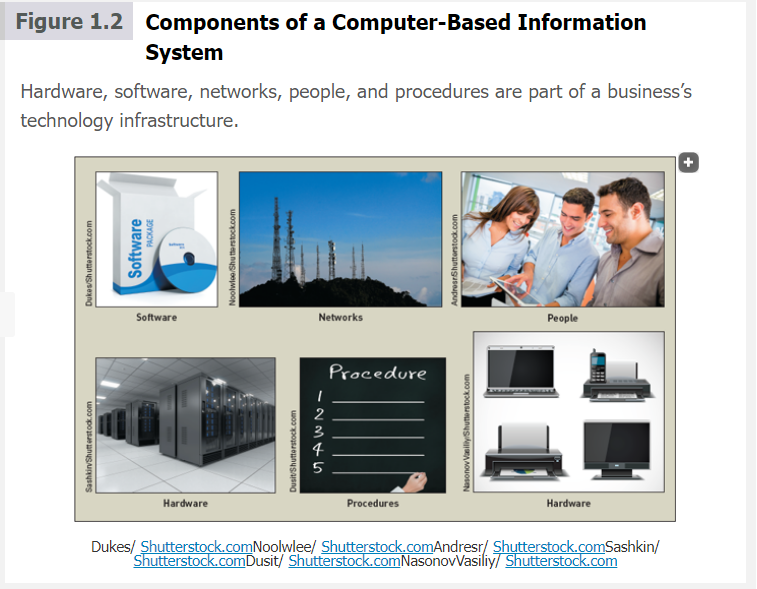 Figure 1.2
Components of a Computer-Based Information
System
Hardware, software, networks, people, and procedures are part of a business’s
technology infrastructure.
Dukes/Shutterstock.com
Software
PACKAGE
Software
Noolwlee/Shutterstock.com
Networks
Andresr/Shutterstock.com
People
Sashkin/Shutterstock.com
Hardware
Dusit/Shutterstock.com
Procedure
1
2
3
4
5
Procedures
NasonovVasiliy/Shutterstock.com
Hardware
Dukes/ Shutterstock.comNoolwlee/ Shutterstock.comAndresr/ Shutterstock.comSashkin/
Shutterstock.comDusit/ Shutterstock.comNasonovVasiliy/ Shutterstock.com